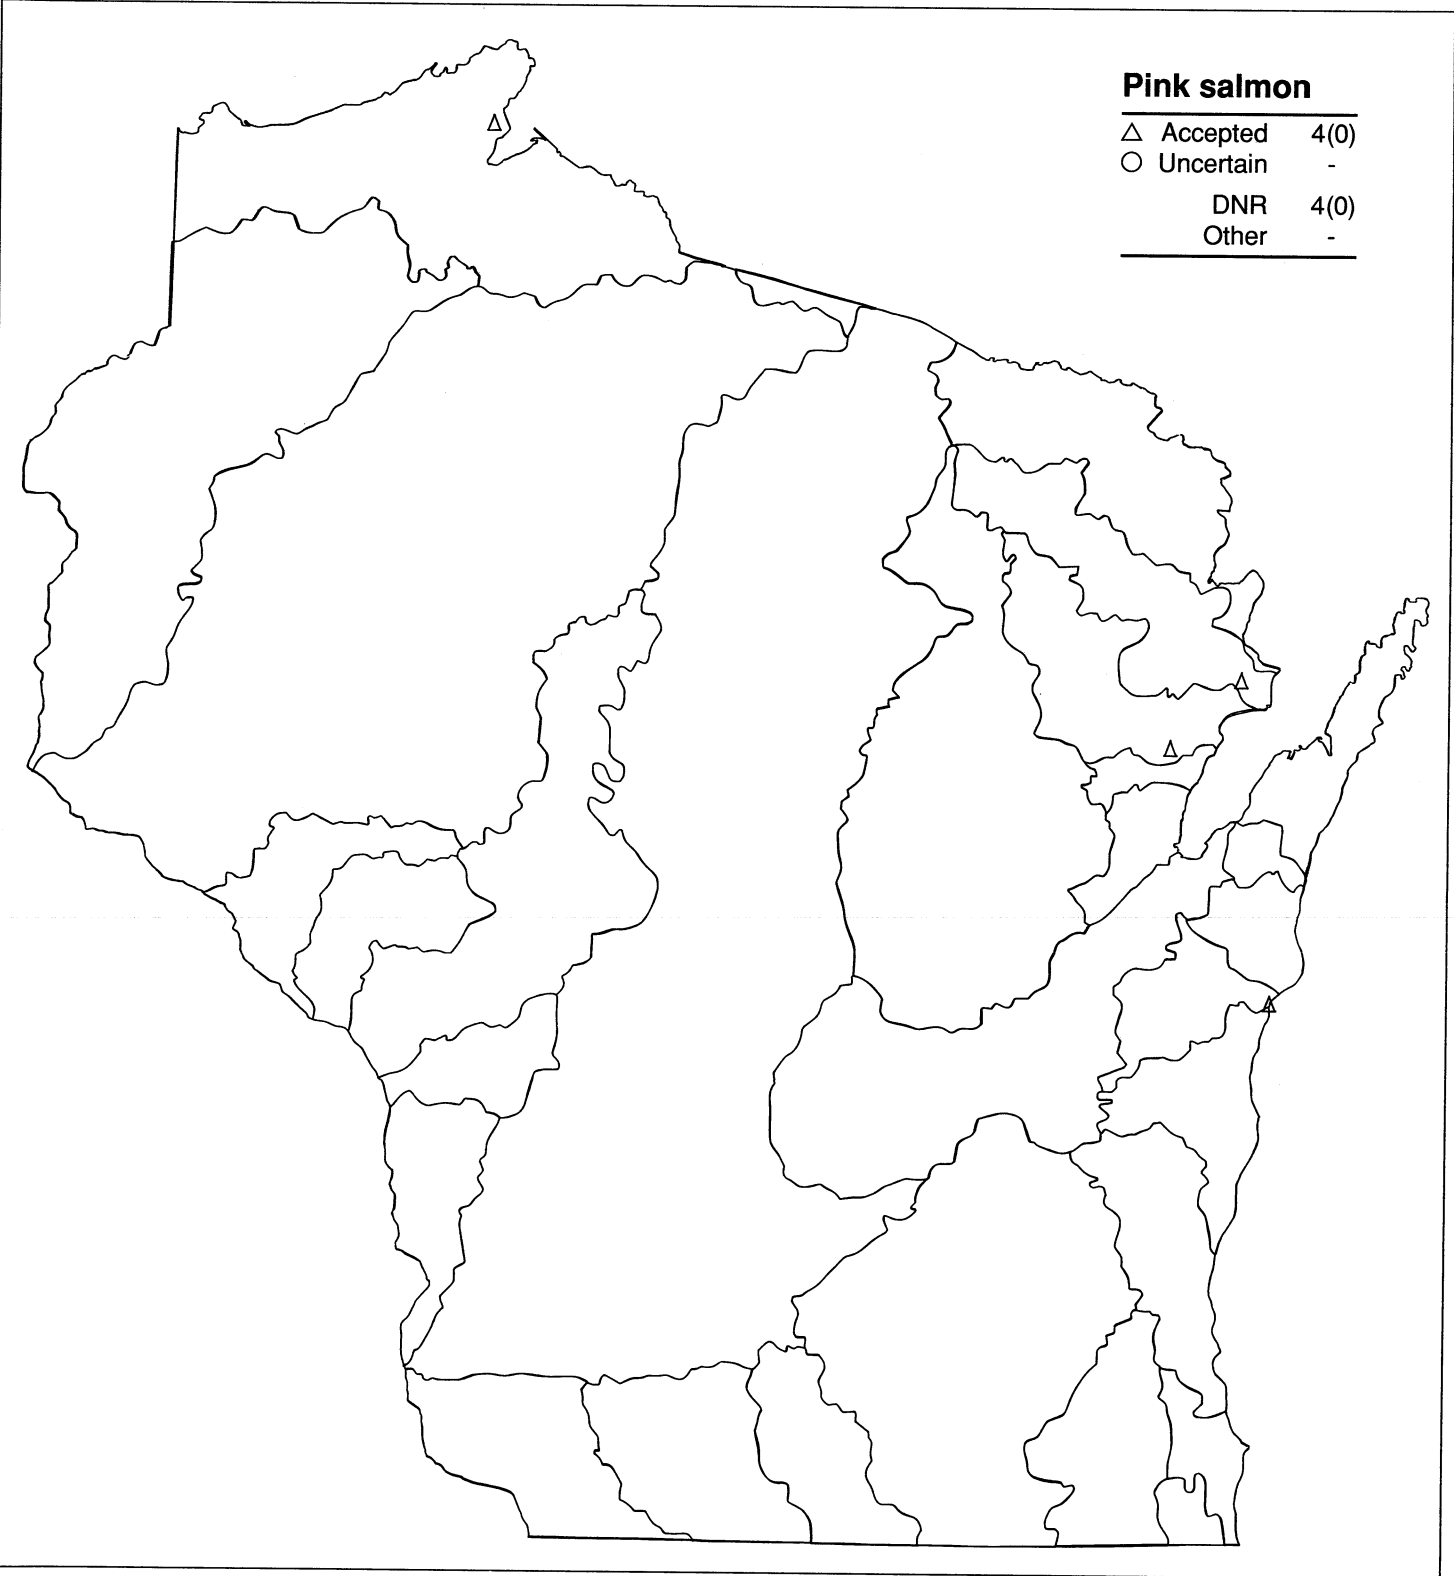 Pink salmon
△ Accepted 4(0)
○ Uncertain -
DNR 4(0)
Other -